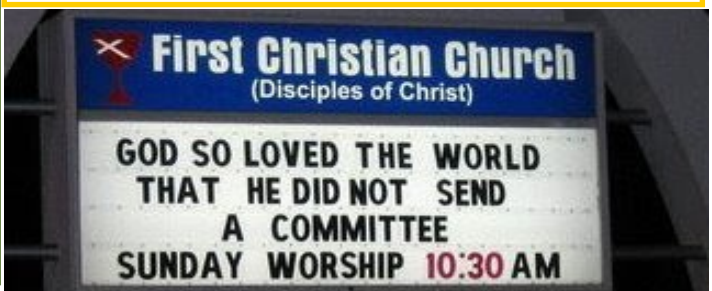 First Christian Church
(Disciples of Christ)
GOD SO LOVED THE WORLD
THAT HE DID NOT SEND
A COMMITTEE
SUNDAY WORSHIP 10:30 AM